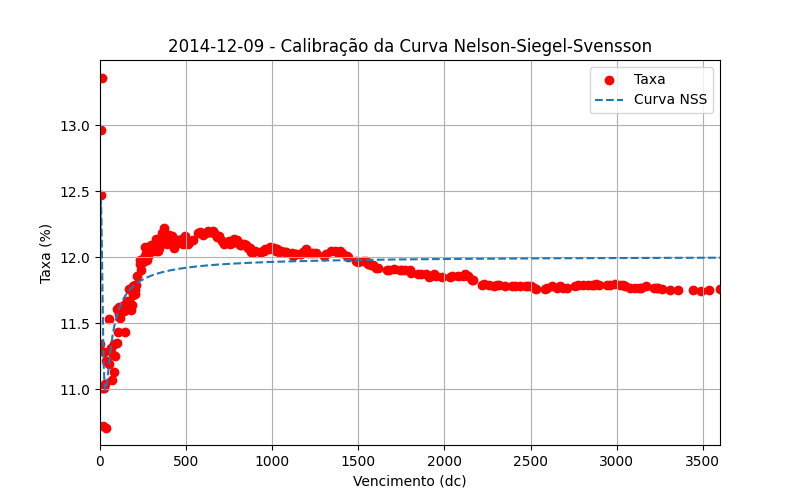 2014-12-09 - Calibração da Curva Nelson-Siegel-Svensson
Taxa
Curva NSS
Taxa (%)
13.0
12.5
12.0
11.5
11.0
0 500 1000 1500 2000 2500 3000 3500
Vencimento (dc)